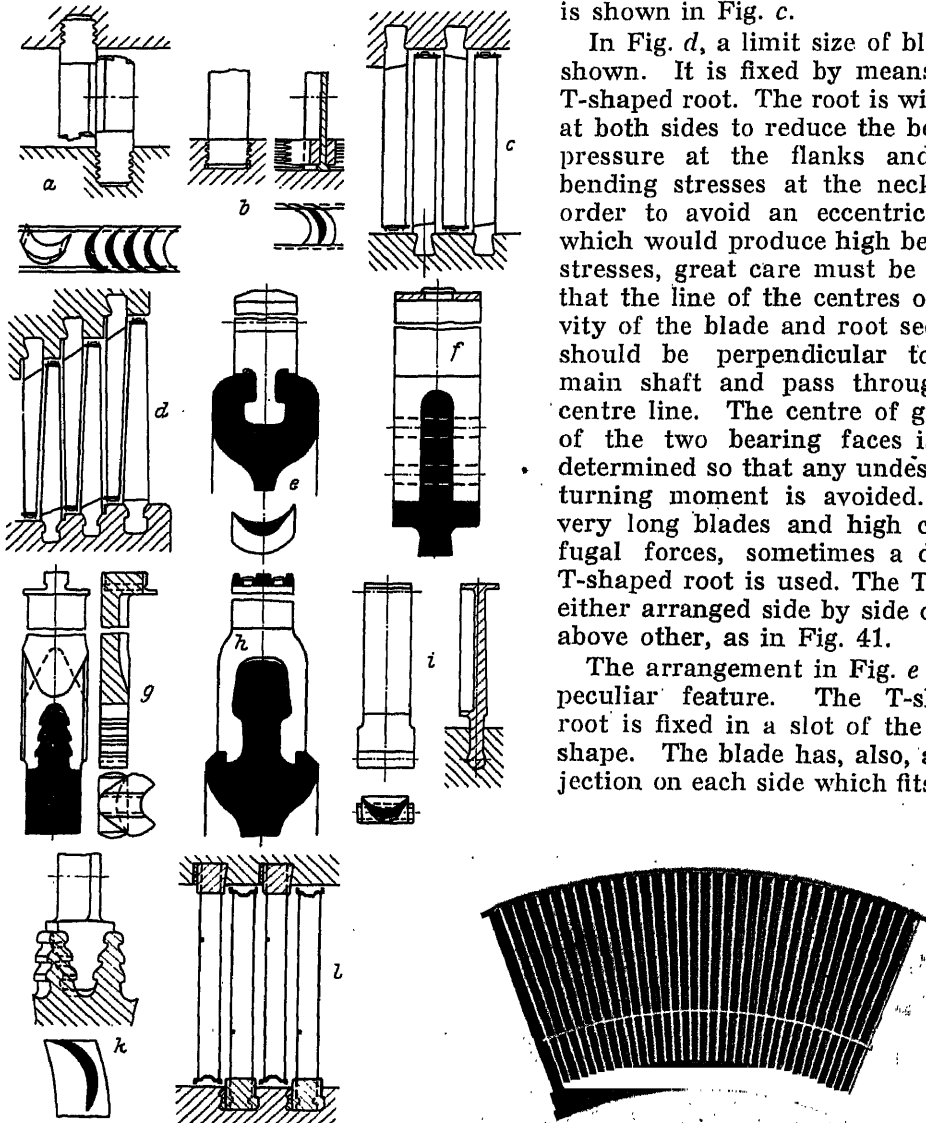 is shown in Fig. c.
In Fig. d, a limit size of bl
shown. It is fixed by means
T-shaped root. The root is wi
at both sides to reduce the be
pressure at the flanks and
bending stresses at the neck
order to avoid an eccentric
which would produce high be
stresses, great care must be
that the line of the centres o
vity of the blade and root sec
should be perpendicular to
main shaft and pass throug
centre line. The centre of g
of the two bearing faces i
determined so that any undes
turning moment is avoided.
very long blades and high c
fugal forces, sometimes a d
T-shaped root is used. The T
either arranged side by side o
above other, as in Fig. 41.
The arrangement in Fig. e
peculiar feature. The T-s
root is fixed in a slot of the
shape. The blade has, also, a
jection on each side which fits
a
b
c
d
e
f
g
h
i
k
l